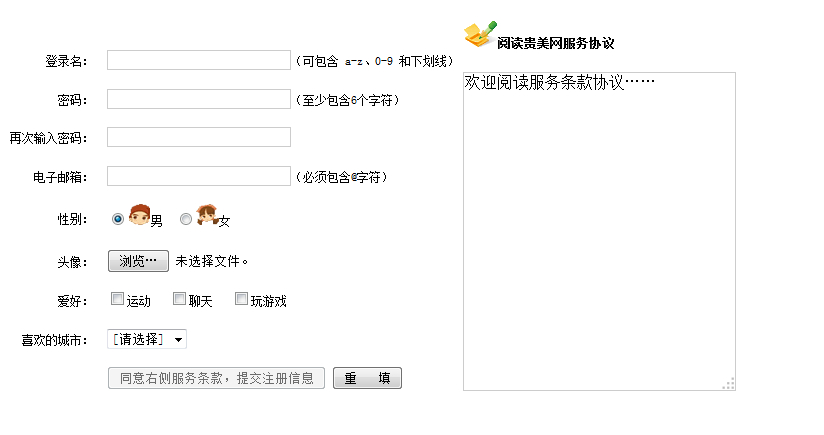 登录名： （可包含 a-z、0-9 和下划线）
密码： （至少包含6个字符）
再次输入密码：
电子邮箱： （必须包含@字符）
性别： 男 女
头像： 浏览… 未选择文件。
爱好： 运动 聊天 玩游戏
喜欢的城市： [请选择]
同意右侧服务条款，提交注册信息 重 填
阅读贵美网服务协议
欢迎阅读服务条款协议……